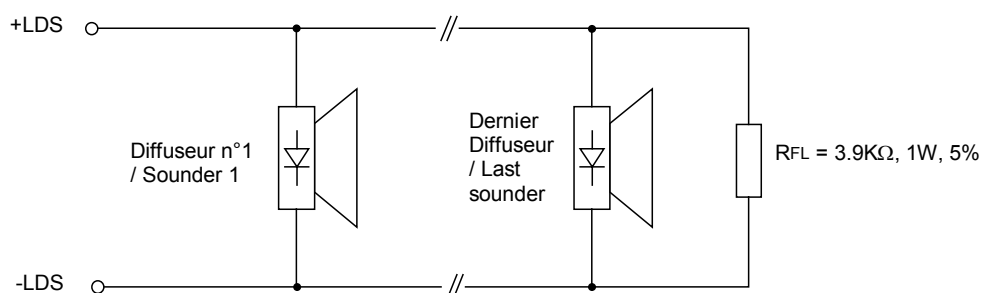 +LDS
Diffuseur n°1
/ Sounder 1
Dernier
Diffuseur
/ Last
sounder
RFL = 3.9KΩ, 1W, 5%
-LDS